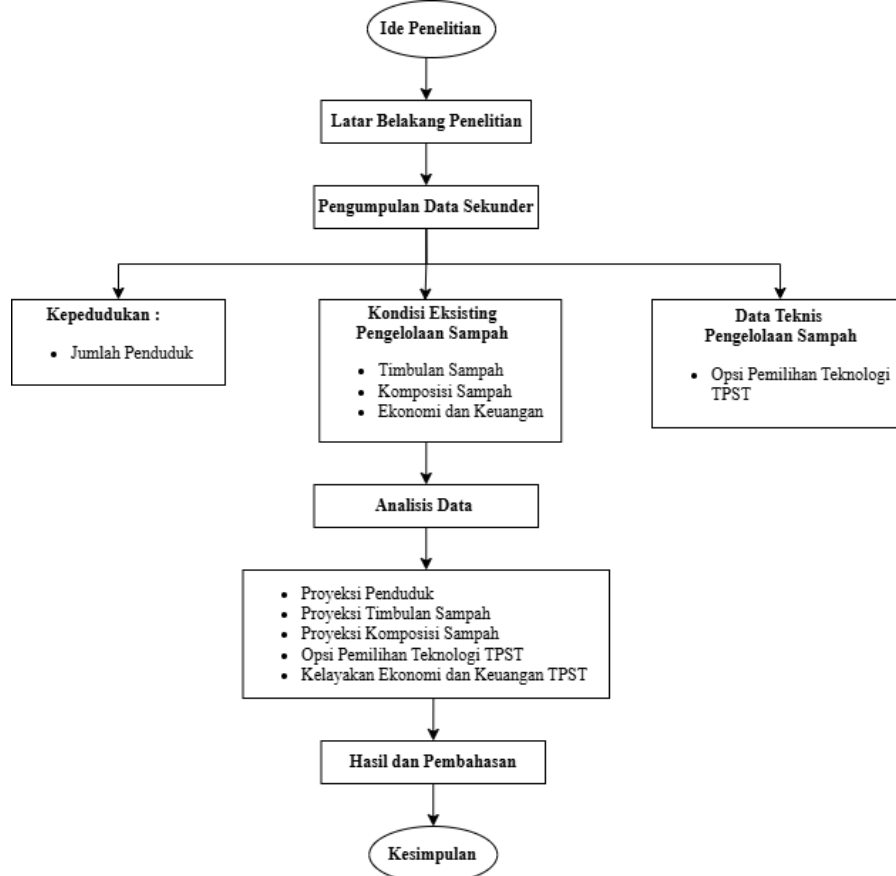 Ide Penelitian
Latar Belakang Penelitian
Pengumpulan Data Sekunder
Kepedudukan :
• Jumlah Penduduk
Kondisi Eksisting
Pengelolaan Sampah
• Timbulan Sampah
• Komposisi Sampah
• Ekonomi dan Keuangan
Data Teknis
Pengelolaan Sampah
• Opsi Pemilihan Teknologi
TPST
Analisis Data
• Proyeksi Penduduk
• Proyeksi Timbulan Sampah
• Proyeksi Komposisi Sampah
• Opsi Pemilihan Teknologi TPST
• Kelayakan Ekonomi dan Keuangan TPST
Hasil dan Pembahasan
Kesimpulan